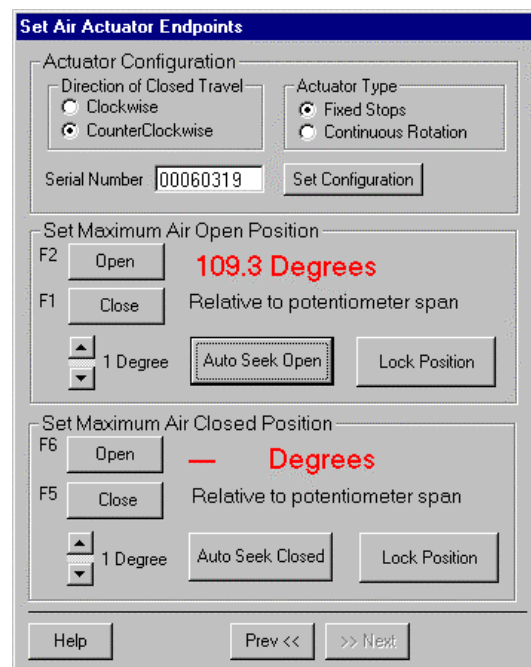 Set Air Actuator Endpoints
Actuator Configuration
Direction of Closed Travel
Clockwise
CounterClockwise
Actuator Type
Fixed Stops
Continuous Rotation
Serial Number 00060319 Set Configuration
Set Maximum Air Open Position
F2 Open 109.3 Degrees
F1 Close Relative to potentiometer span
1 Degree Auto Seek Open Lock Position
Set Maximum Air Closed Position
F6 Open — Degrees
F5 Close Relative to potentiometer span
1 Degree Auto Seek Closed Lock Position
Help Prev << >> Next